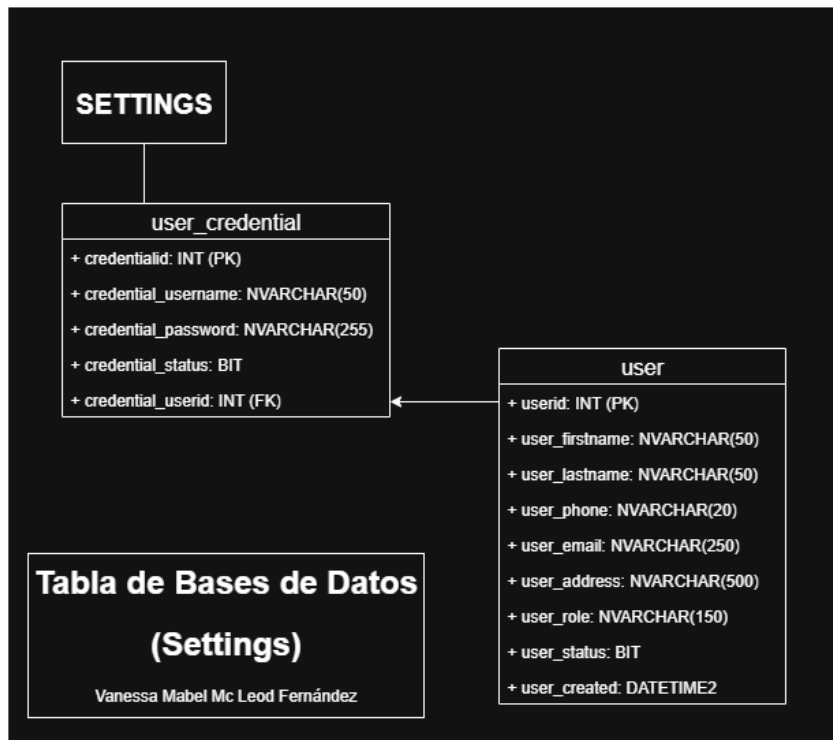 SETTINGS
user_credential
+ credentialid: INT (PK)
+ credential_username: NVARCHAR(50)
+ credential_password: NVARCHAR(255)
+ credential_status: BIT
+ credential_userid: INT (FK)
user
+ userid: INT (PK)
+ user_firstname: NVARCHAR(50)
+ user_lastname: NVARCHAR(50)
+ user_phone: NVARCHAR(20)
+ user_email: NVARCHAR(250)
+ user_address: NVARCHAR(500)
+ user_role: NVARCHAR(150)
+ user_status: BIT
+ user_created: DATETIME2
Tabla de Bases de Datos
(Settings)
Vanessa Mabel Mc Leod Fernández